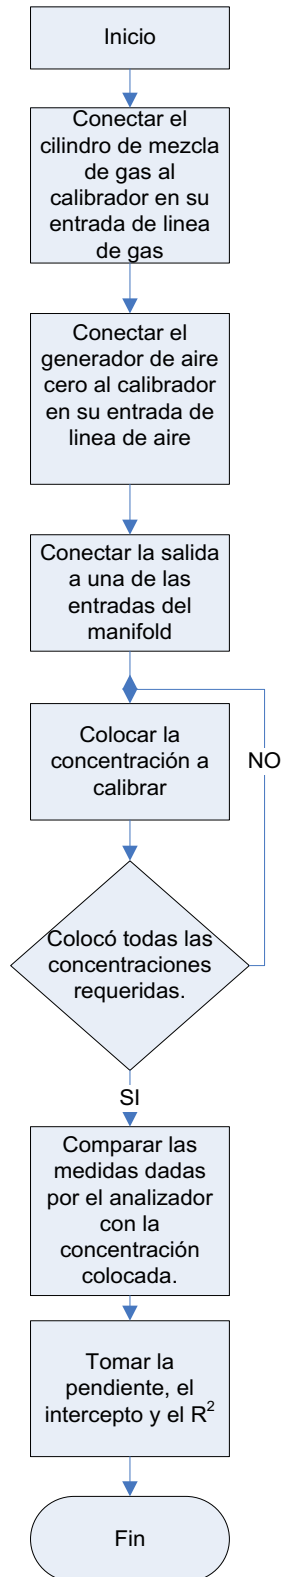 Inicio
Conectar el
cilindro de mezcla
de gas al
calibrador en su
entrada de linea
de gas
Conectar el
generador de aire
cero al calibrador
en su entrada de
linea de aire
Conectar la salida
a una de las
entradas del
manifold
Colocar la
concentración a
calibrar
NO
Colocó todas las
concentraciones
requeridas.
SI
Comparar las
medidas dadas
por el analizador
con la
concentración
colocada.
Tomar la
pendiente, el
intercepto y el R²
Fin